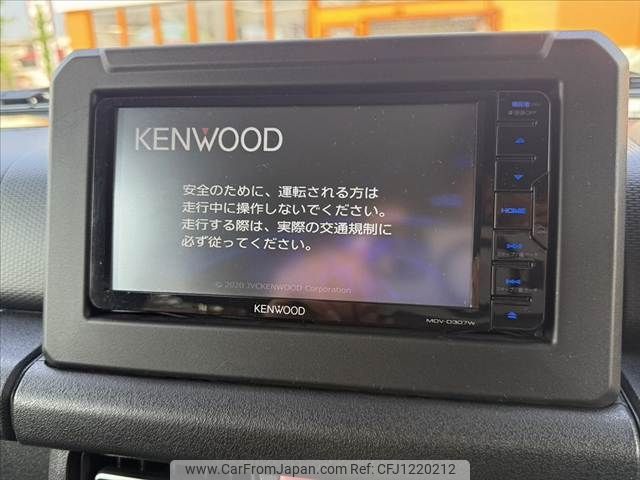 KENWOOD
安全のために、運転される方は
走行中に操作しないでください。
走行する際は、実際の交通規制に
必ず従ってください。
© 2020 JVCKENWOOD Corporation
KENWOOD
MDV-D307W
現在地
HOME
www.CarFromJapan.com - CFJ1220212